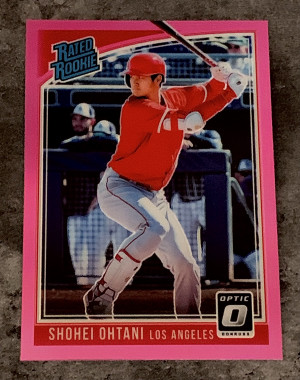 RATED
ROOKIE
OPTIC
DONRUSS
SHOHEI OHTANI LOS ANGELES